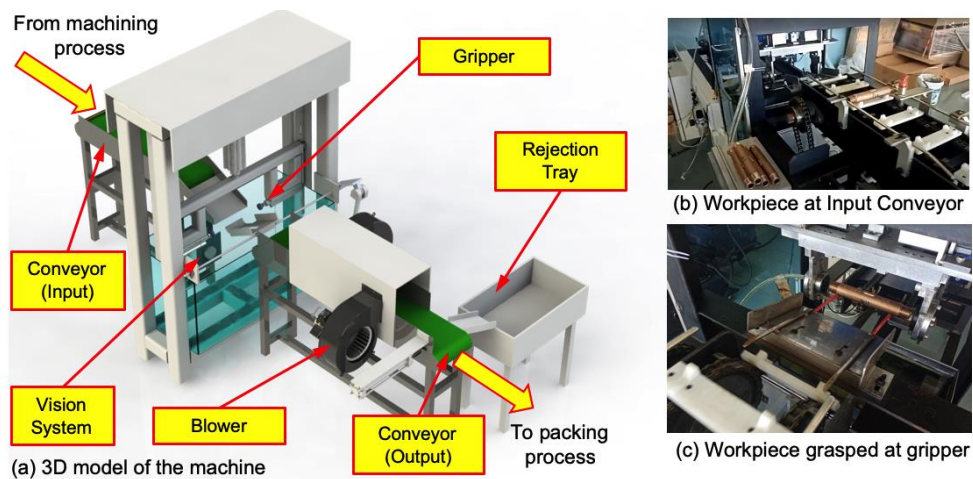 From machining
process
Gripper
Rejection
Tray
Conveyor
(Input)
Vision
System
Blower
Conveyor
(Output)
To packing
process
(a) 3D model of the machine
(b) Workpiece at Input Conveyor
(c) Workpiece grasped at gripper